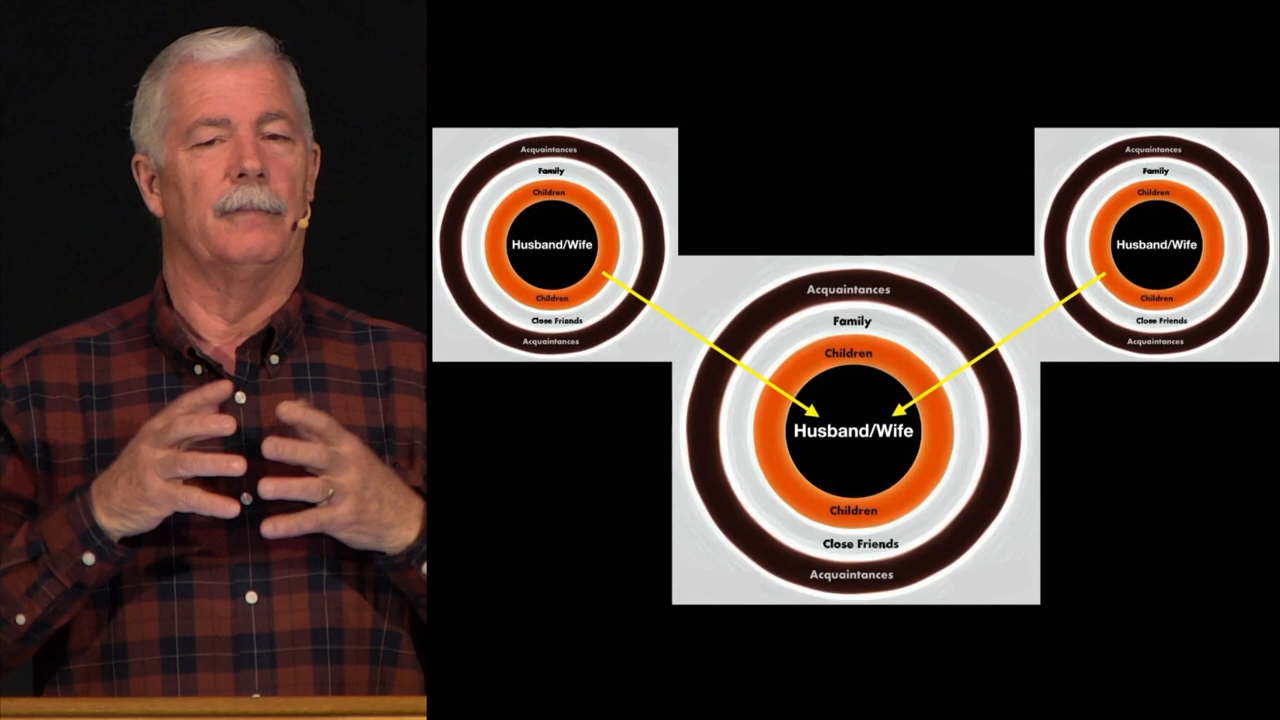 Acquaintances
Family
Children
Husband/Wife
Children
Close Friends
Acquaintances
Acquaintances
Family
Children
Husband/Wife
Children
Close Friends
Acquaintances
Acquaintances
Family
Children
Husband/Wife
Children
Close Friends
Acquaintances